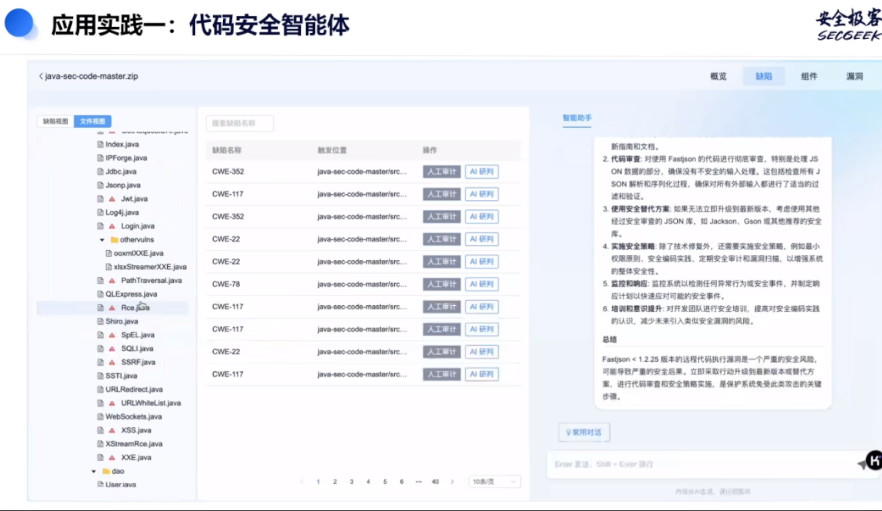 应用实践一：代码安全智能体
安全极客
SECGEEK
java-sec-code-master.zip
概览 缺陷 组件 漏洞
缺陷视图 文件视图
Index.java
IPForge.java
Jdbc.java
Jsonp.java
Jwt.java
Log4j.java
Login.java
othervulns
ooxmlXXE.java
xlsxStreamerXXE.java
PathTraversal.java
QLExpress.java
Rce.java
Shiro.java
SpEL.java
SQLI.java
SSRF.java
SSTI.java
URLRedirect.java
URLWhiteList.java
WebSockets.java
XSS.java
XStreamRce.java
XXE.java
dao
User.java
搜索缺陷名称
缺陷名称 触发位置 操作
CWE-352 java-sec-code-master/src... 人工审计 AI 研判
CWE-117 java-sec-code-master/src... 人工审计 AI 研判
CWE-352 java-sec-code-master/src... 人工审计 AI 研判
CWE-22 java-sec-code-master/src... 人工审计 AI 研判
CWE-22 java-sec-code-master/src... 人工审计 AI 研判
CWE-78 java-sec-code-master/src... 人工审计 AI 研判
CWE-117 java-sec-code-master/src... 人工审计 AI 研判
CWE-117 java-sec-code-master/src... 人工审计 AI 研判
CWE-22 java-sec-code-master/src... 人工审计 AI 研判
CWE-117 java-sec-code-master/src... 人工审计 AI 研判
1 2 3 4 5 6 ••• 40 10条/页
智能助手
新指南和文档。
2. 代码审查: 对使用 Fastjson 的代码进行彻底审查，特别是处理 JS
ON 数据的部分，确保没有不安全的输入处理。这包括检查所有 J
SON 解析和序列化过程，确保对所有外部输入都进行了适当的过
滤和验证。
3. 使用安全替代方案: 如果无法立即升级到最新版本，考虑使用其他
经过安全审查的 JSON 库，如 Jackson、Gson 或其他推荐的安全
库。
4. 实施安全策略: 除了技术修复外，还需要实施安全策略，例如最小
权限原则、安全编码实践、定期安全审计和漏洞扫描，以增强系统
的整体安全性。
5. 监控和响应: 监控系统以检测任何异常行为或安全事件，并制定响
应计划以快速应对可能的安全事件。
6. 培训和意识提升: 对开发团队进行安全培训，提高对安全编码实践
的认识，减少未来引入类似安全漏洞的风险。
总结
Fastjson < 1.2.25 版本的远程代码执行漏洞是一个严重的安全风险，
可能导致严重的安全后果。立即采取行动升级到最新版本或替代方
案，进行代码审查和安全策略实施，是保护系统免受此类攻击的关键
步骤。
常用对话
Enter 发送，Shift + Enter 换行